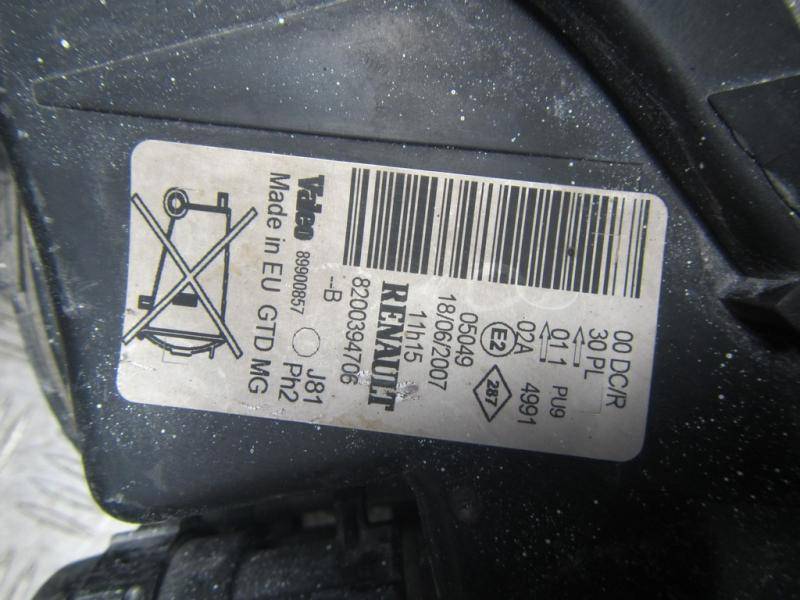 00 DC/R
30 PL
01 1 PU9
02A 4991
E2 287
05049
18/06/2007
11h15
RENAULT
8200394706
--B
Valeo 89900857 J81
Made in EU GTD MG Ph2